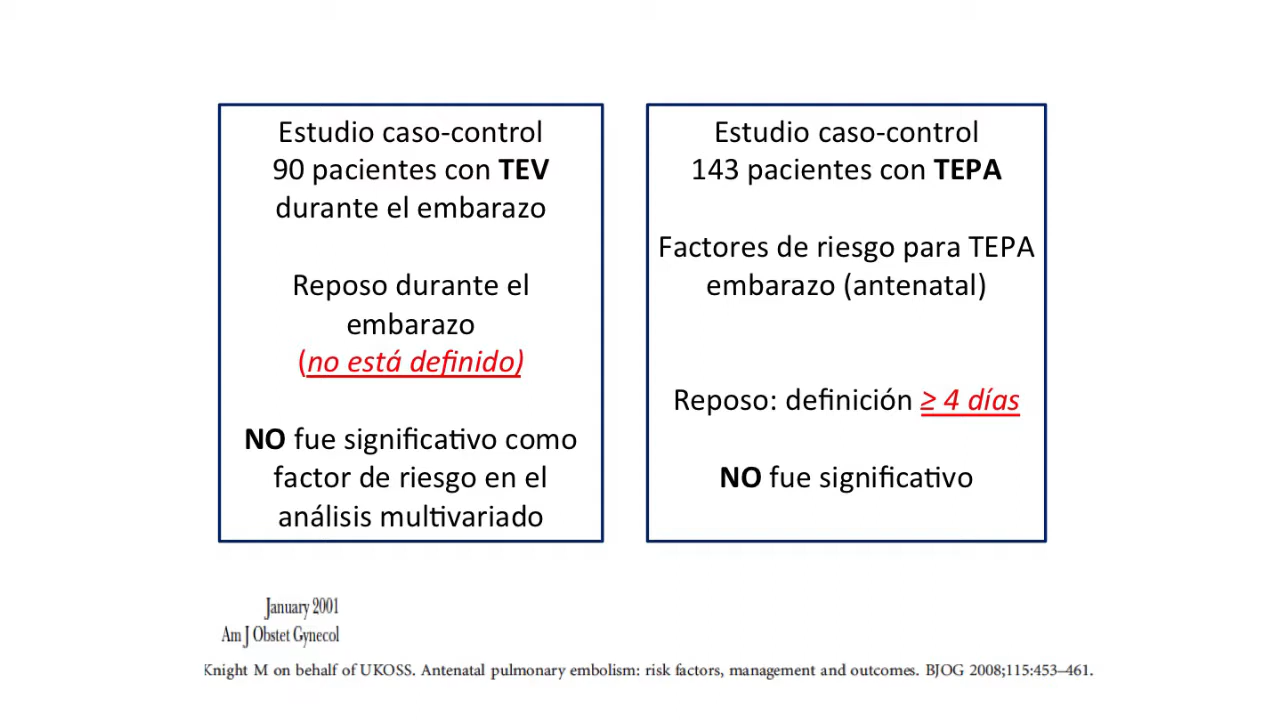 Estudio caso-control
90 pacientes con TEV
durante el embarazo
Reposo durante el
embarazo
(no está definido)
NO fue significativo como
factor de riesgo en el
análisis multivariado
Estudio caso-control
143 pacientes con TEPA
Factores de riesgo para TEPA
embarazo (antenatal)
Reposo: definición ≥ 4 días
NO fue significativo
January 2001
Am J Obstet Gynecol
Knight M on behalf of UKOSS. Antenatal pulmonary embolism: risk factors, management and outcomes. BJOG 2008;115:453–461.